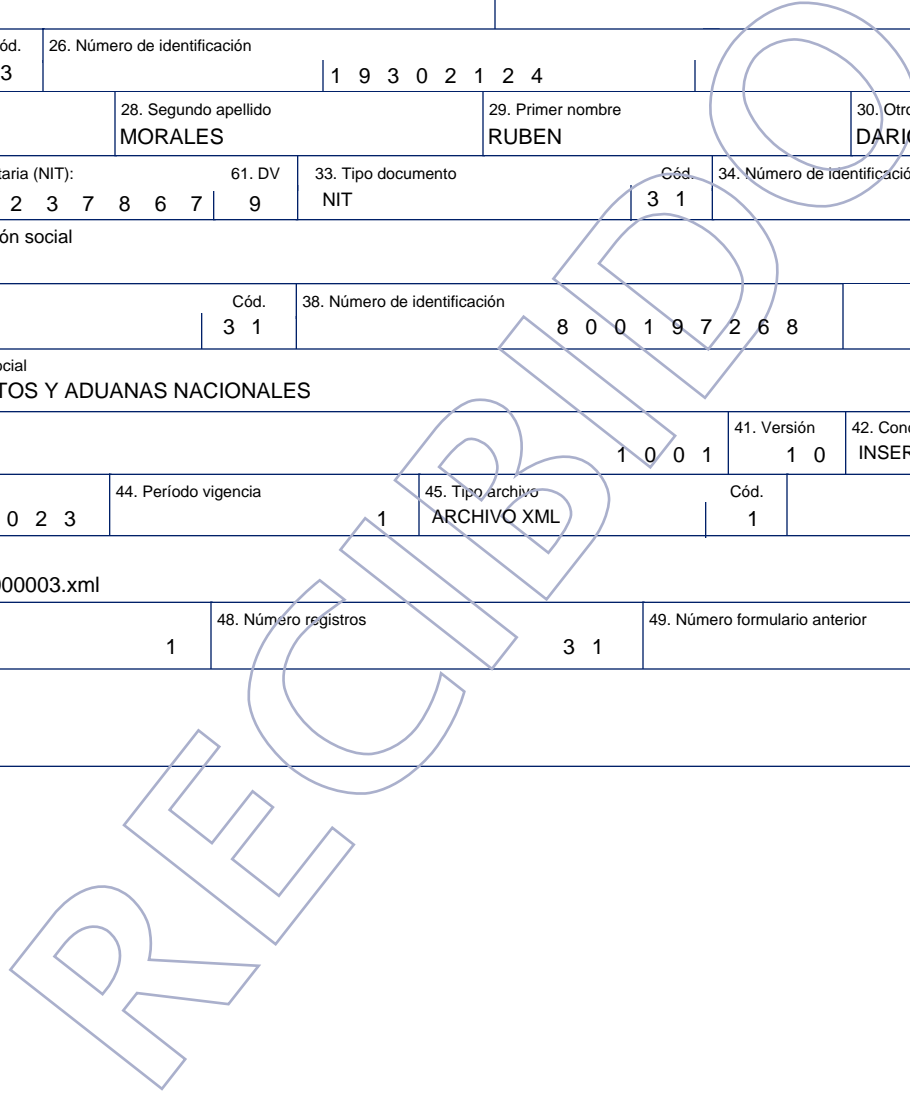 ód. 26. Número de identificación
3 1 9 3 0 2 1 2 4
28. Segundo apellido 29. Primer nombre 30. Otro
MORALES RUBEN DARIO
taria (NIT): 61. DV 33. Tipo documento Cód. 34. Número de identificació
2 3 7 8 6 7 9 NIT 3 1
ón social
Cód. 38. Número de identificación
3 1 8 0 0 1 9 7 2 6 8
ocial
TOS Y ADUANAS NACIONALES
41. Versión 42. Conc
1 0 0 1 1 0 INSER
44. Período vigencia 45. Tipo archivo Cód.
0 2 3 1 ARCHIVO XML 1
000003.xml
48. Número registros 49. Número formulario anterior
1 3 1
RECIBIDO